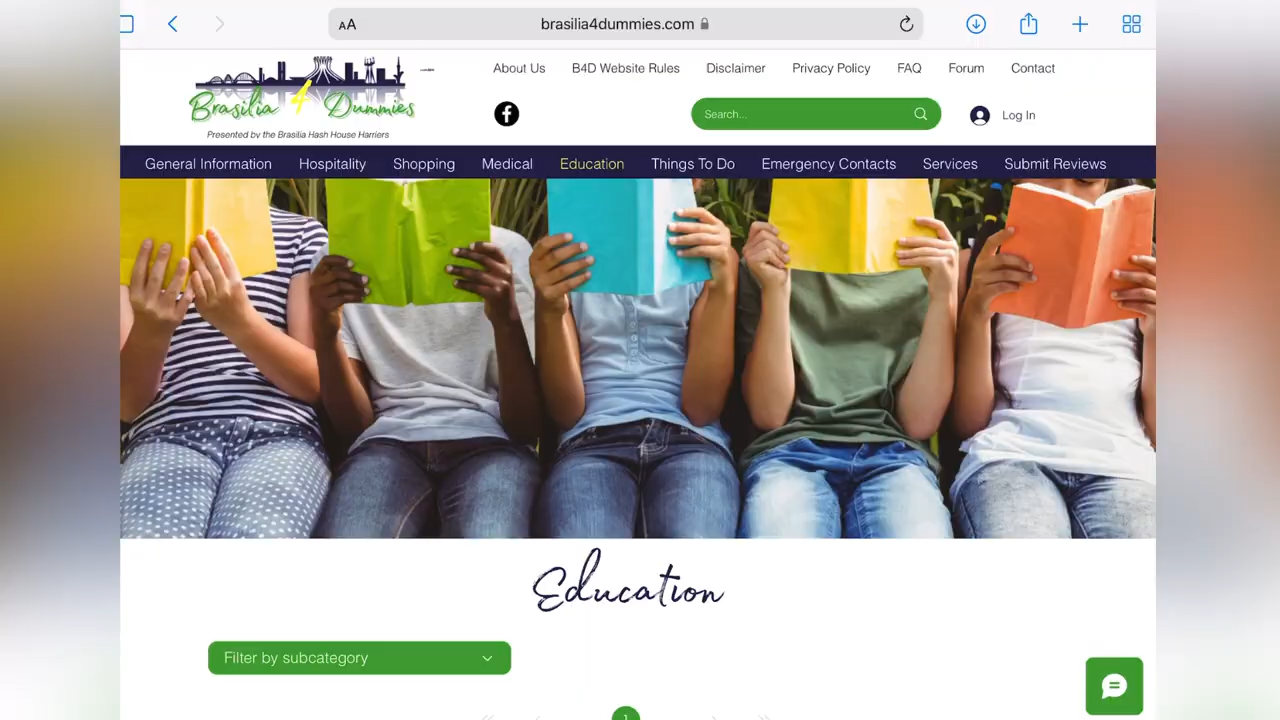 AA
brasilia4dummies.com
Brasilia 4 Dummies
Presented by the Brasilia Hash House Harriers
About Us
B4D Website Rules
Disclaimer
Privacy Policy
FAQ
Forum
Contact
Search...
Log In
General Information
Hospitality
Shopping
Medical
Education
Things To Do
Emergency Contacts
Services
Submit Reviews
Education
Filter by subcategory
1